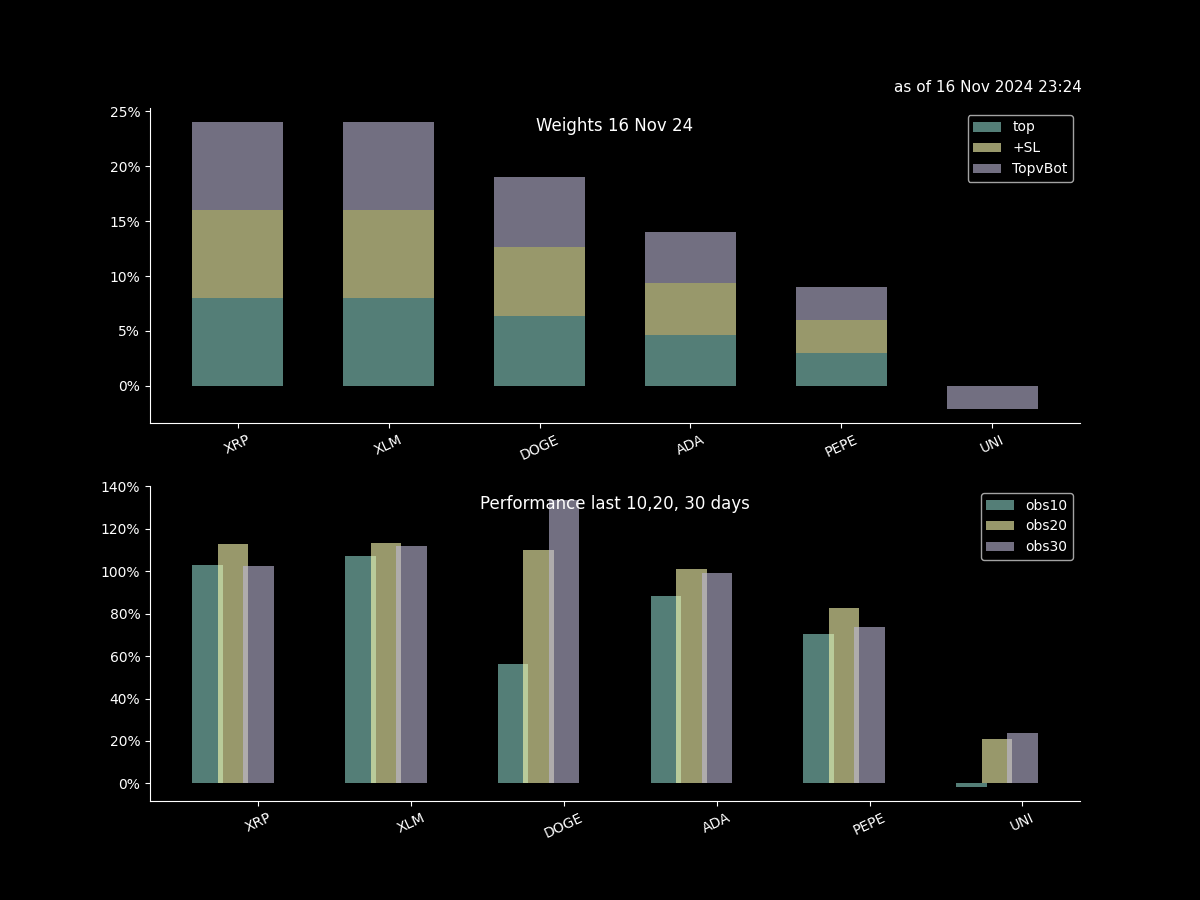 as of 16 Nov 2024 23:24
25%
Weights 16 Nov 24
top
+SL
TopvBot
20%
15%
10%
5%
0%
XRP
XLM
DOGE
ADA
PEPE
UNI
140%
Performance last 10,20, 30 days
obs10
obs20
obs30
120%
100%
80%
60%
40%
20%
0%
XRP
XLM
DOGE
ADA
PEPE
UNI